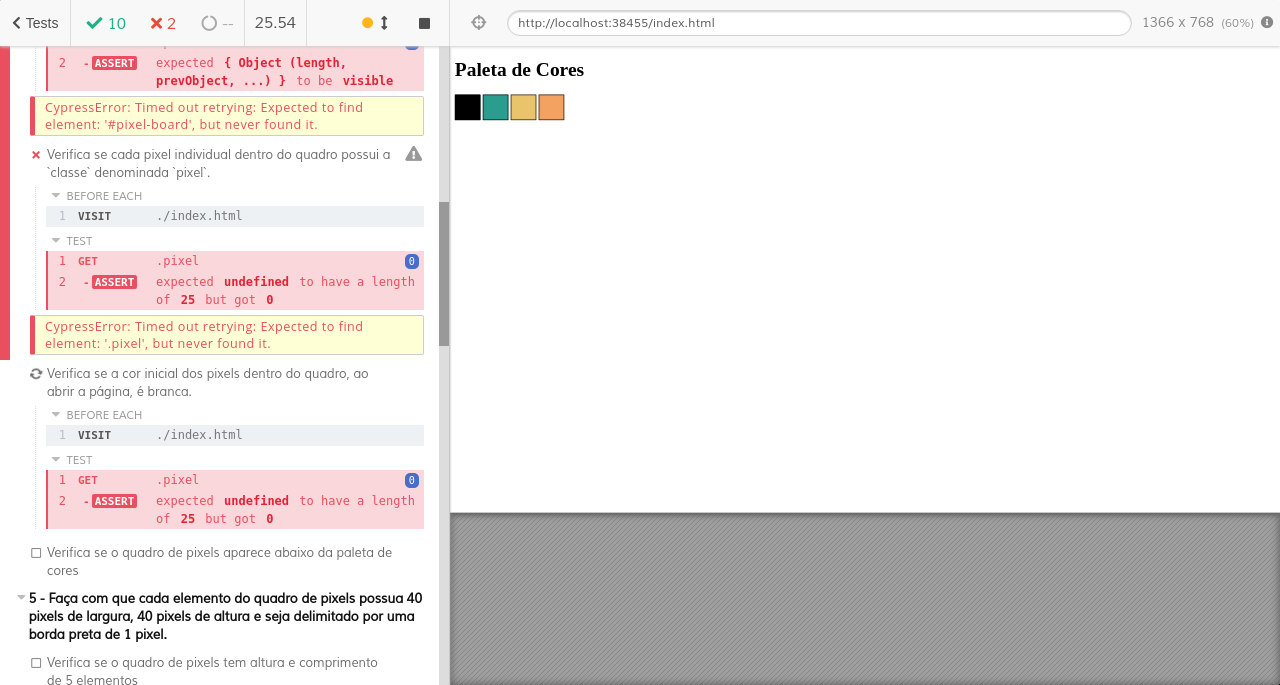 Tests 10 2 -- 25.54 http://localhost:38455/index.html 1366 x 768 (60%)
2 - ASSERT expected { Object (length,
prevObject, ...) } to be visible
CypressError: Timed out retrying: Expected to find
element: '#pixel-board', but never found it.
Verifica se cada pixel individual dentro do quadro possui a
`classe` denominada `pixel`.
BEFORE EACH
1 VISIT ./index.html
TEST
1 GET .pixel 0
2 - ASSERT expected undefined to have a length
of 25 but got 0
CypressError: Timed out retrying: Expected to find
element: '.pixel', but never found it.
Verifica se a cor inicial dos pixels dentro do quadro, ao
abrir a página, é branca.
BEFORE EACH
1 VISIT ./index.html
TEST
1 GET .pixel 0
2 - ASSERT expected undefined to have a length
of 25 but got 0
Verifica se o quadro de pixels aparece abaixo da paleta de
cores
5 - Faça com que cada elemento do quadro de pixels possua 40
pixels de largura, 40 pixels de altura e seja delimitado por uma
borda preta de 1 pixel.
Verifica se o quadro de pixels tem altura e comprimento
de 5 elementos
Paleta de Cores